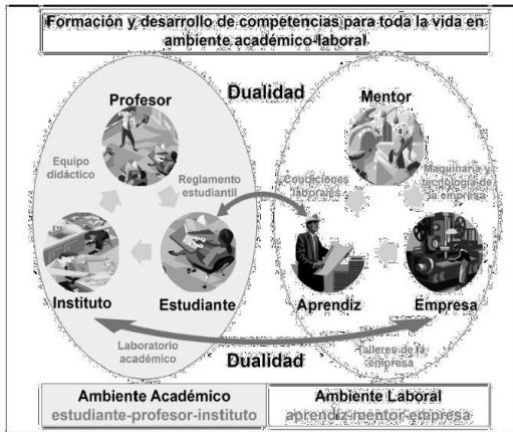 Formación y desarrollo de competencias para toda la vida en
ambiente académico-laboral
Dualidad
Profesor
Mentor
Equipo
didáctico
Reglamento
estudiantil
Condiciones
laborales
Maquinaria y
tecnología de
la empresa
Instituto
Estudiante
Aprendiz
Empresa
Laboratorio
académico
Dualidad
Talleres de la
empresa
Ambiente Académico
estudiante-profesor-instituto
Ambiente Laboral
aprendiz-mentor-empresa